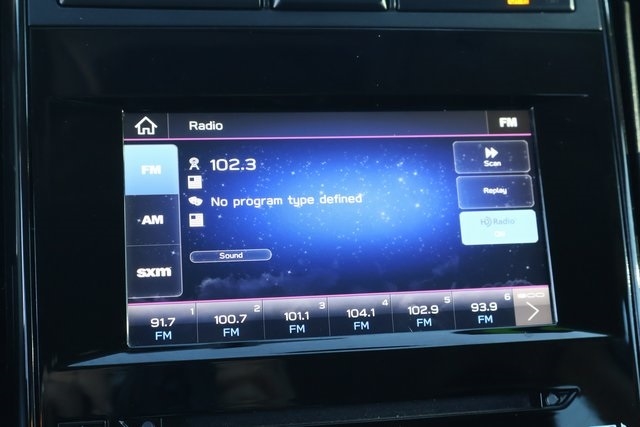 Radio FM
FM 102.3 Scan
No program type defined Replay
AM HD Radio
sxm Sound
1 2 3 4 5 6
91.7 100.7 101.1 104.1 102.9 93.9
FM FM FM FM FM FM